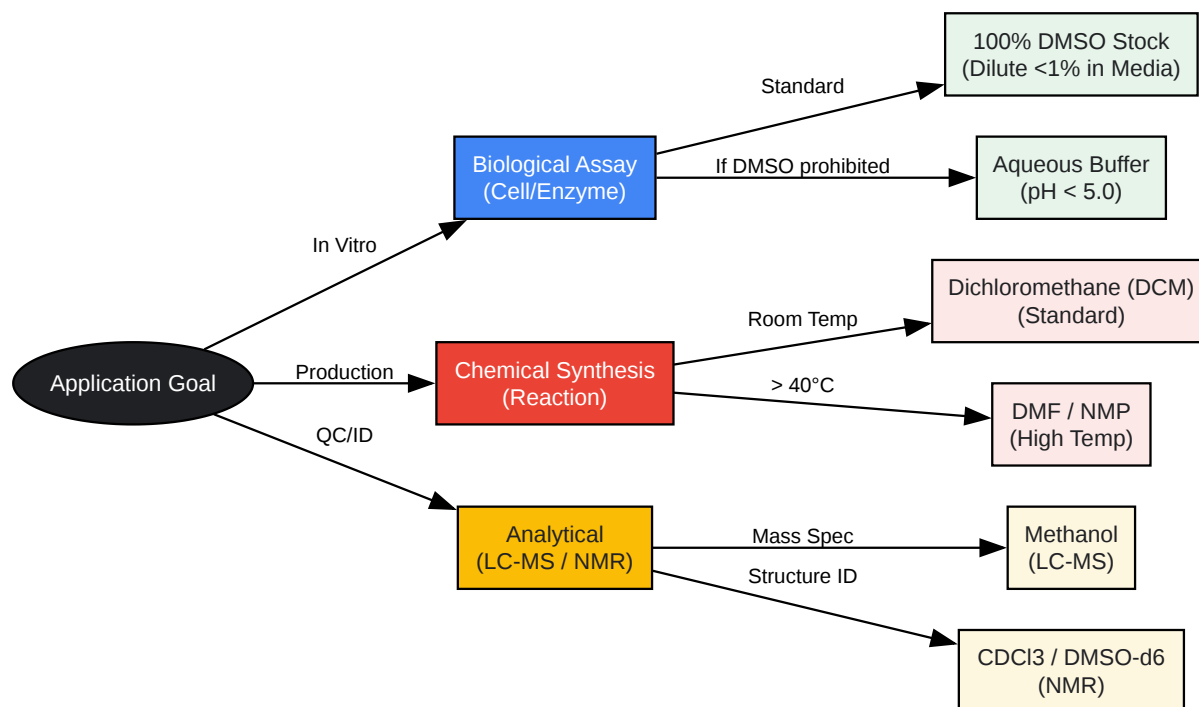 Application Goal
In Vitro
Production
QC/ID
Biological Assay
(Cell/Enzyme)
Standard
If DMSO prohibited
100% DMSO Stock
(Dilute <1% in Media)
Aqueous Buffer
(pH < 5.0)
Chemical Synthesis
(Reaction)
Room Temp
> 40°C
Dichloromethane (DCM)
(Standard)
DMF / NMP
(High Temp)
Analytical
(LC-MS / NMR)
Mass Spec
Structure ID
Methanol
(LC-MS)
CDCl3 / DMSO-d6
(NMR)